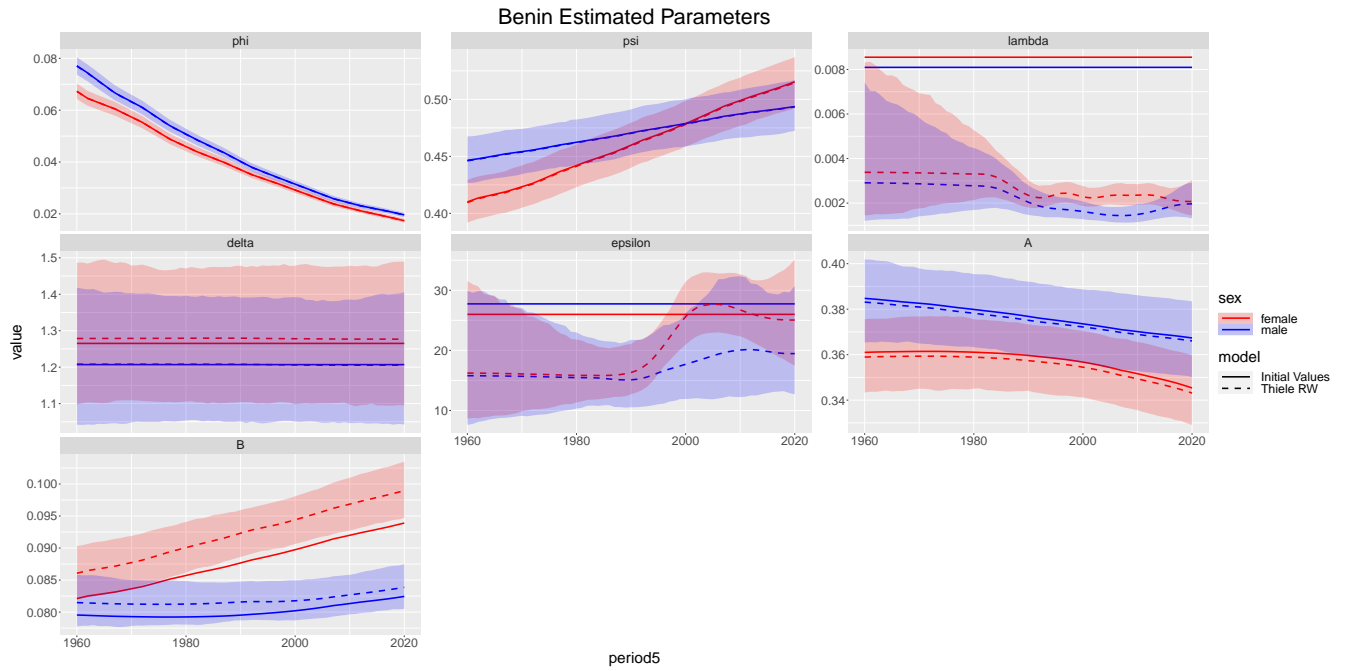 Benin Estimated Parameters
phi
psi
lambda
0.08
0.06
0.04
0.02
0.50
0.45
0.40
0.008
0.006
0.004
0.002
delta
epsilon
A
1.5
1.4
1.3
1.2
1.1
30
20
10
0.40
0.38
0.36
0.34
1960 1980 2000 2020
1960 1980 2000 2020
B
0.100
0.095
0.090
0.085
0.080
1960 1980 2000 2020
value
period5
sex
female
male
model
Initial Values
Thiele RW